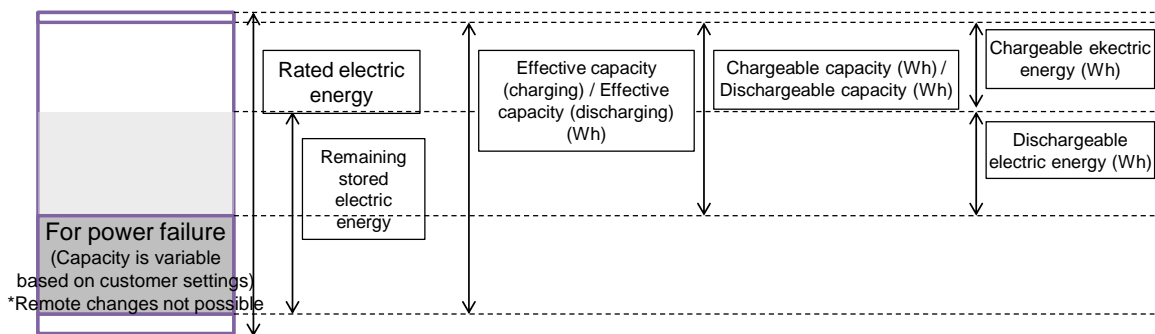 Rated electric
energy
Remaining
stored
electric
energy
Effective capacity
(charging) / Effective
capacity (discharging)
(Wh)
Chargeable capacity (Wh) /
Dischargeable capacity (Wh)
Chargeable ekectric
energy (Wh)
Dischargeable
electric energy (Wh)
For power failure
(Capacity is variable
based on customer settings)
*Remote changes not possible